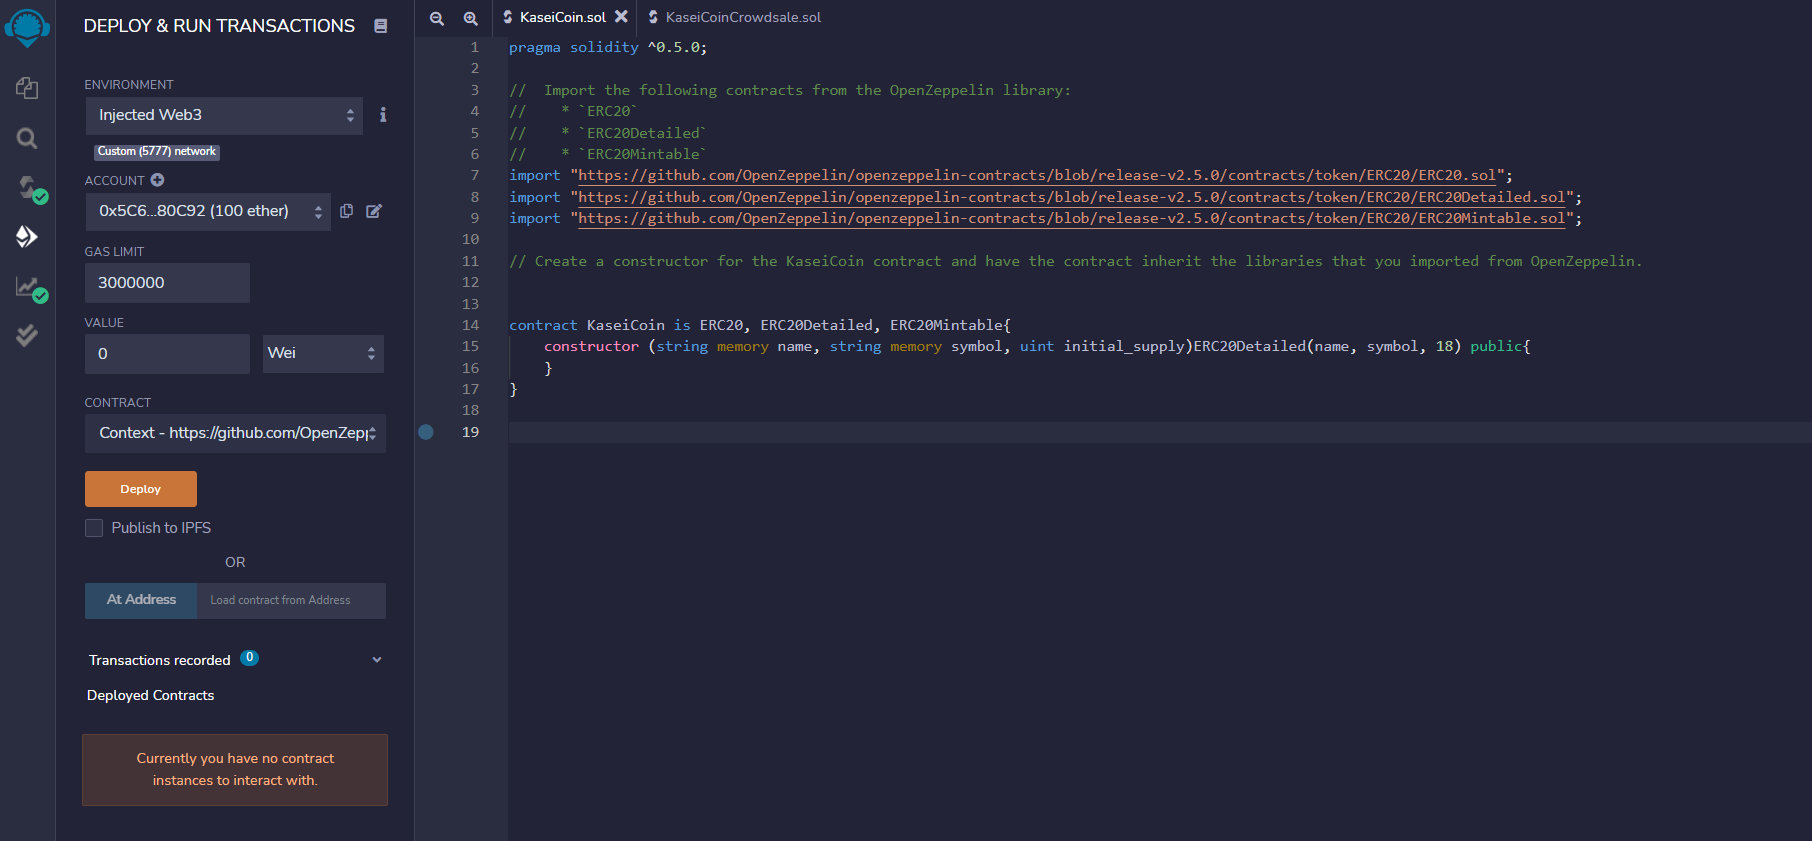 DEPLOY & RUN TRANSACTIONS
ENVIRONMENT
Injected Web3
Custom (5777) network
ACCOUNT
0x5C6...80C92 (100 ether)
GAS LIMIT
3000000
VALUE
0
Wei
CONTRACT
Context - https://github.com/OpenZepp
Deploy
Publish to IPFS
OR
At Address
Load contract from Address
Transactions recorded 0
Deployed Contracts
Currently you have no contract
instances to interact with.
KaseiCoin.sol
KaseiCoinCrowdsale.sol
1 pragma solidity ^0.5.0;
2
3 //  Import the following contracts from the OpenZeppelin library:
4 //    * `ERC20`
5 //    * `ERC20Detailed`
6 //    * `ERC20Mintable`
7 import "https://github.com/OpenZeppelin/openzeppelin-contracts/blob/release-v2.5.0/contracts/token/ERC20/ERC20.sol";
8 import "https://github.com/OpenZeppelin/openzeppelin-contracts/blob/release-v2.5.0/contracts/token/ERC20/ERC20Detailed.sol";
9 import "https://github.com/OpenZeppelin/openzeppelin-contracts/blob/release-v2.5.0/contracts/token/ERC20/ERC20Mintable.sol";
10
11 // Create a constructor for the KaseiCoin contract and have the contract inherit the libraries that you imported from OpenZeppelin.
12
13
14 contract KaseiCoin is ERC20, ERC20Detailed, ERC20Mintable{
15     constructor (string memory name, string memory symbol, uint initial_supply)ERC20Detailed(name, symbol, 18) public{
16     }
17 }
18
19